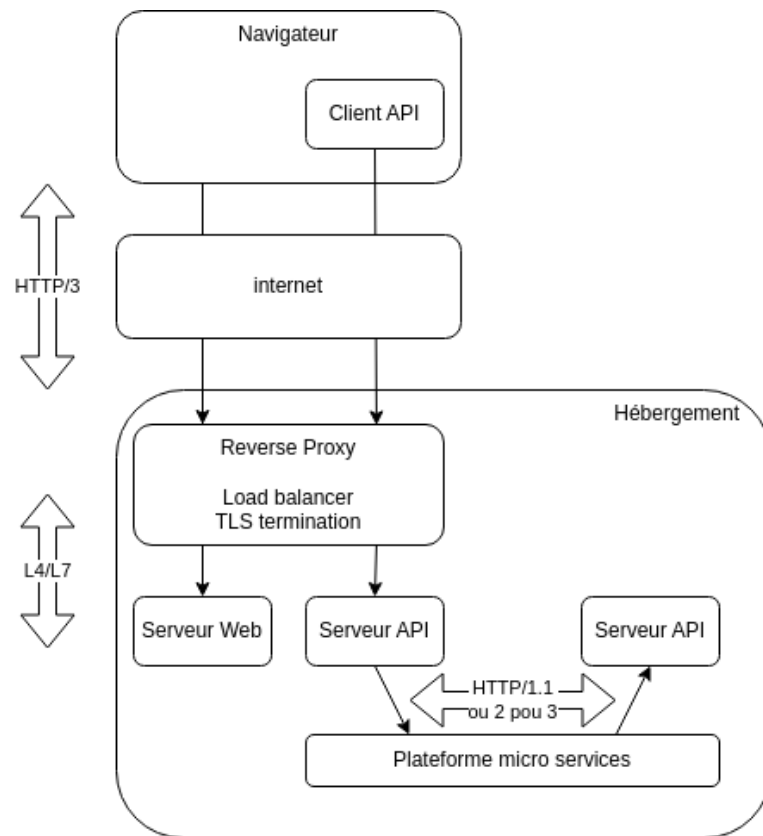 Navigateur
Client API
HTTP/3
internet
Hébergement
Reverse Proxy
Load balancer
TLS termination
L4/L7
Serveur Web
Serveur API
Serveur API
HTTP/1.1
ou 2 pou 3
Plateforme micro services